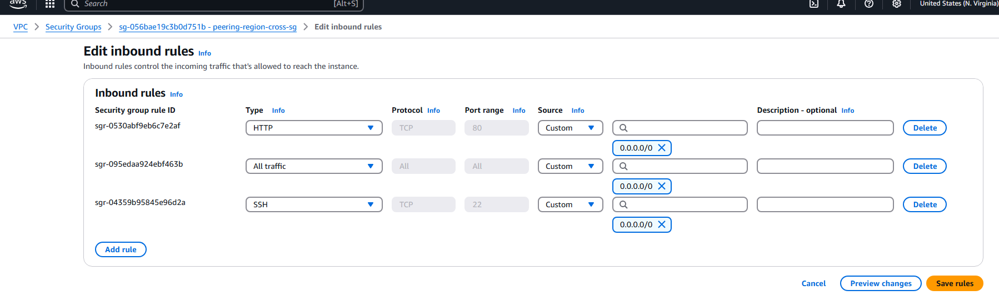 aws Search [Alt+S] United States (N. Virginia)
VPC Security Groups sg-056bae19c3b0d751b - peering-region-cross-sg Edit inbound rules
Edit inbound rules Info
Inbound rules control the incoming traffic that's allowed to reach the instance.
Inbound rules Info
Security group rule ID Type Info Protocol Info Port range Info Source Info Description - optional Info
sgr-0530abf9eb6c7e2af HTTP TCP 80 Custom Delete
0.0.0.0/0
sgr-095edaa924ebf463b All traffic All All Custom Delete
0.0.0.0/0
sgr-04359b95845e96d2a SSH TCP 22 Custom Delete
0.0.0.0/0
Add rule
Cancel Preview changes Save rules